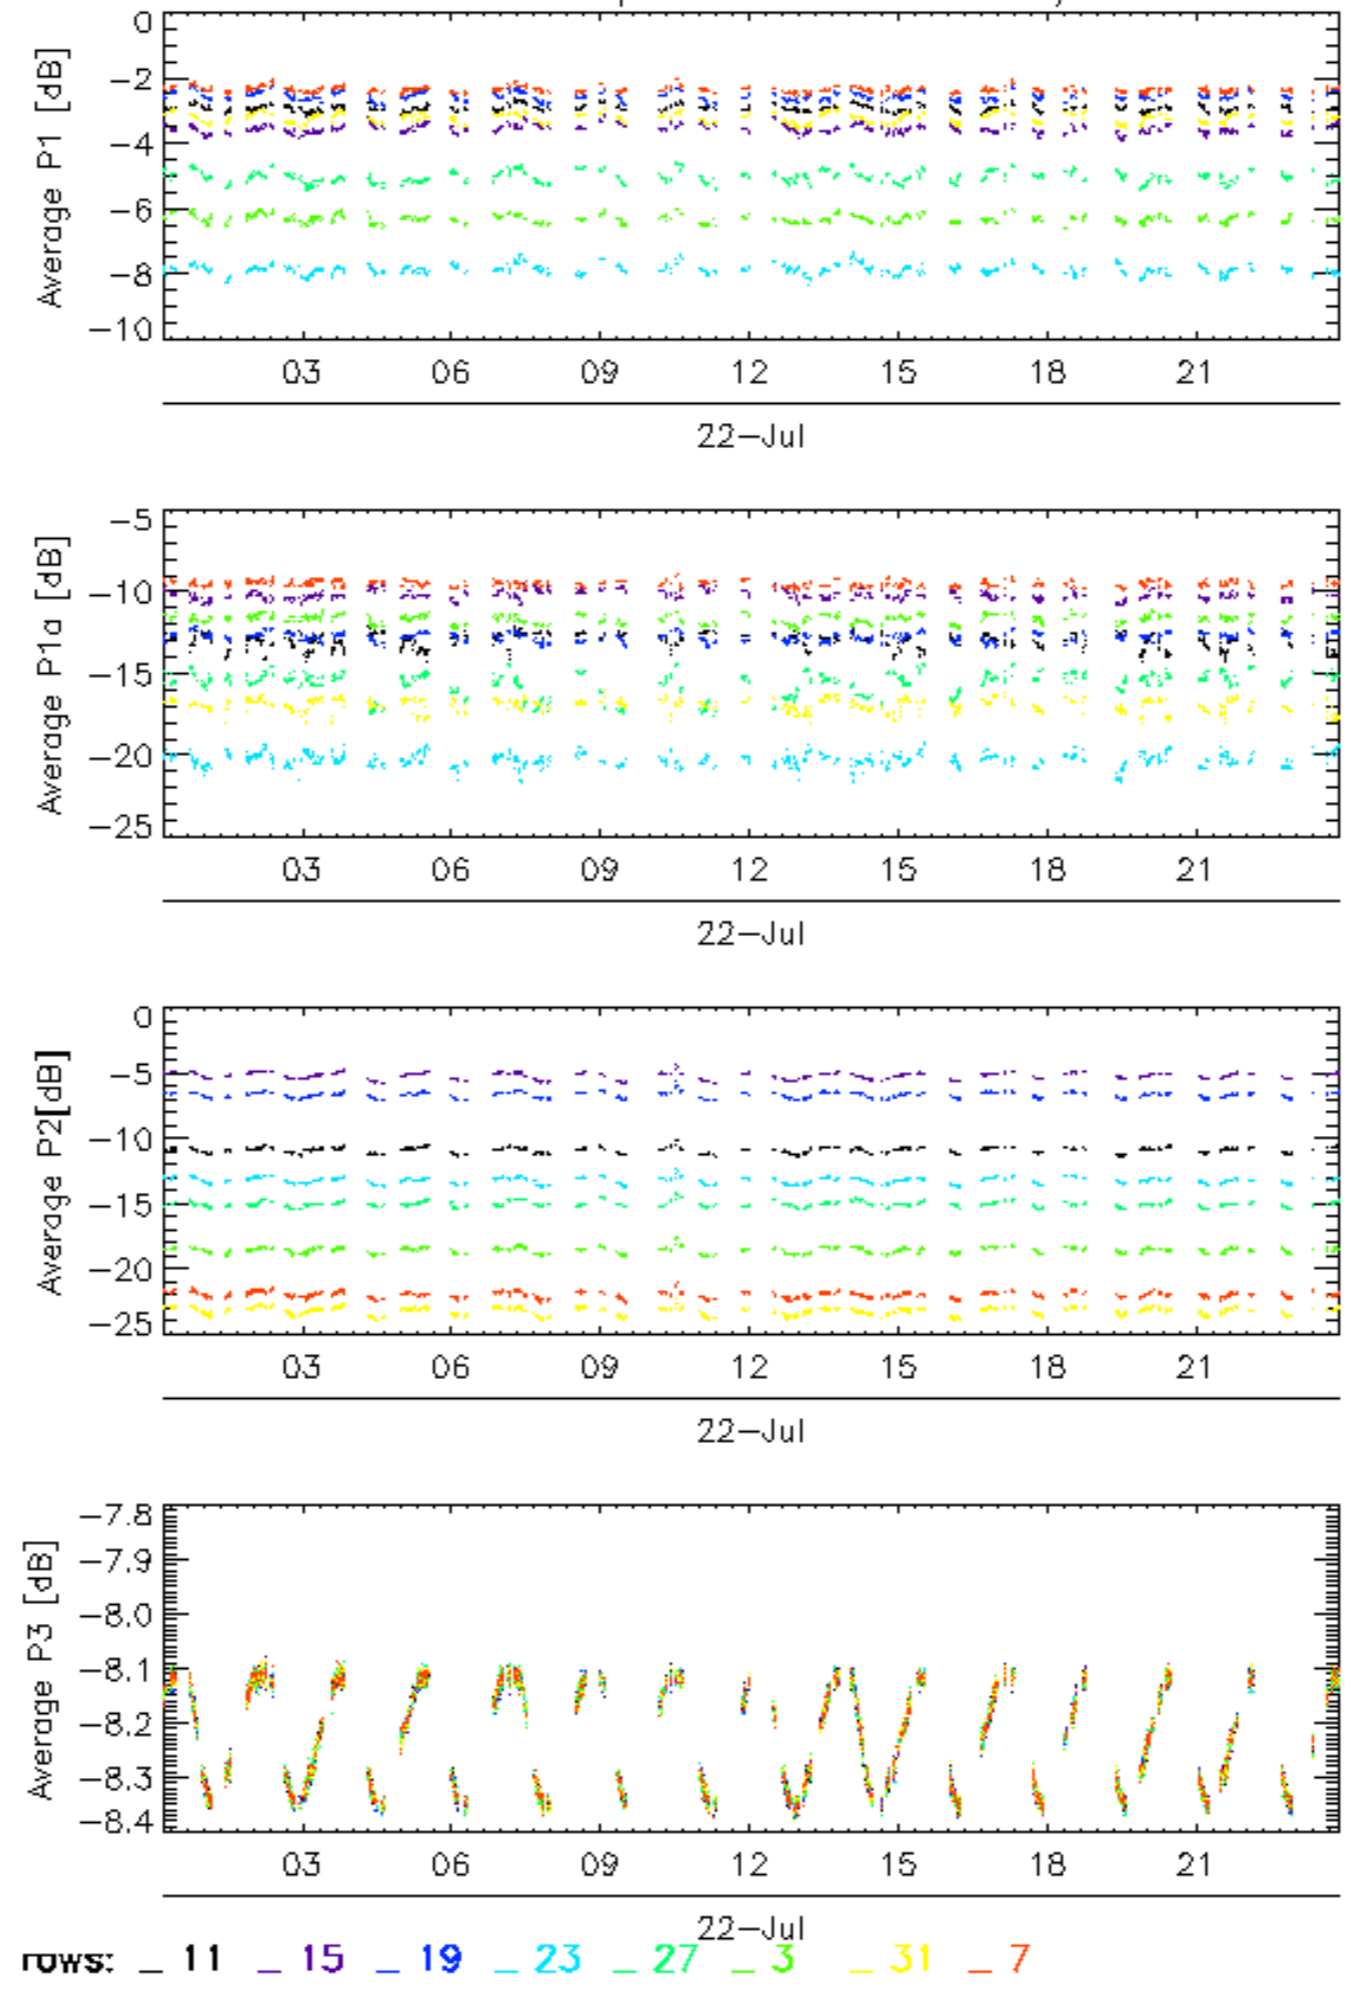 0
−2
−4
−6
−8
−10
Average P1 [dB]
03 06 09 12 15 18 21
22−Jul
−5
−10
−15
−20
−25
Average P1a [dB]
03 06 09 12 15 18 21
22−Jul
0
−5
−10
−15
−20
−25
Average P2[dB]
03 06 09 12 15 18 21
22−Jul
−7.8
−7.9
−8.0
−8.1
−8.2
−8.3
−8.4
Average P3 [dB]
03 06 09 12 15 18 21
22−Jul
rows: _ 11 _ 15 _ 19 _ 23 _ 27 _ 3 _ 31 _ 7